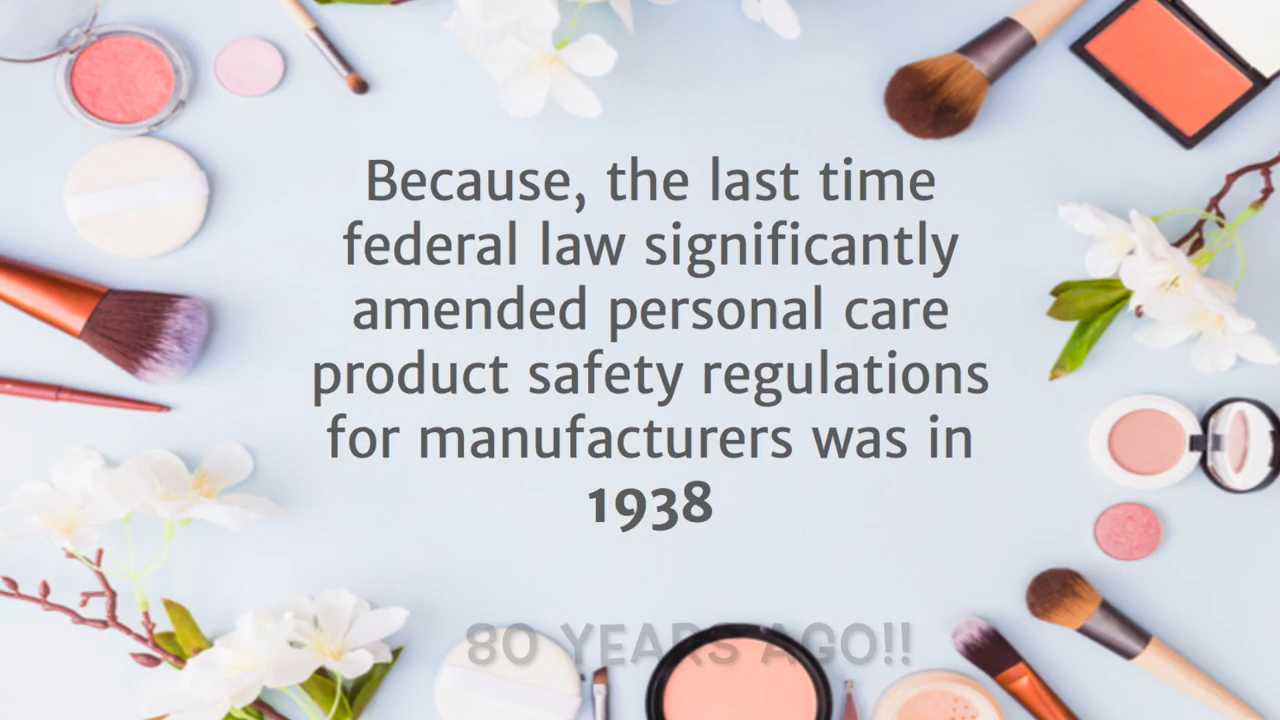 Because, the last time
federal law significantly
amended personal care
product safety regulations
for manufacturers was in
1938
80 YEARS AGO!!